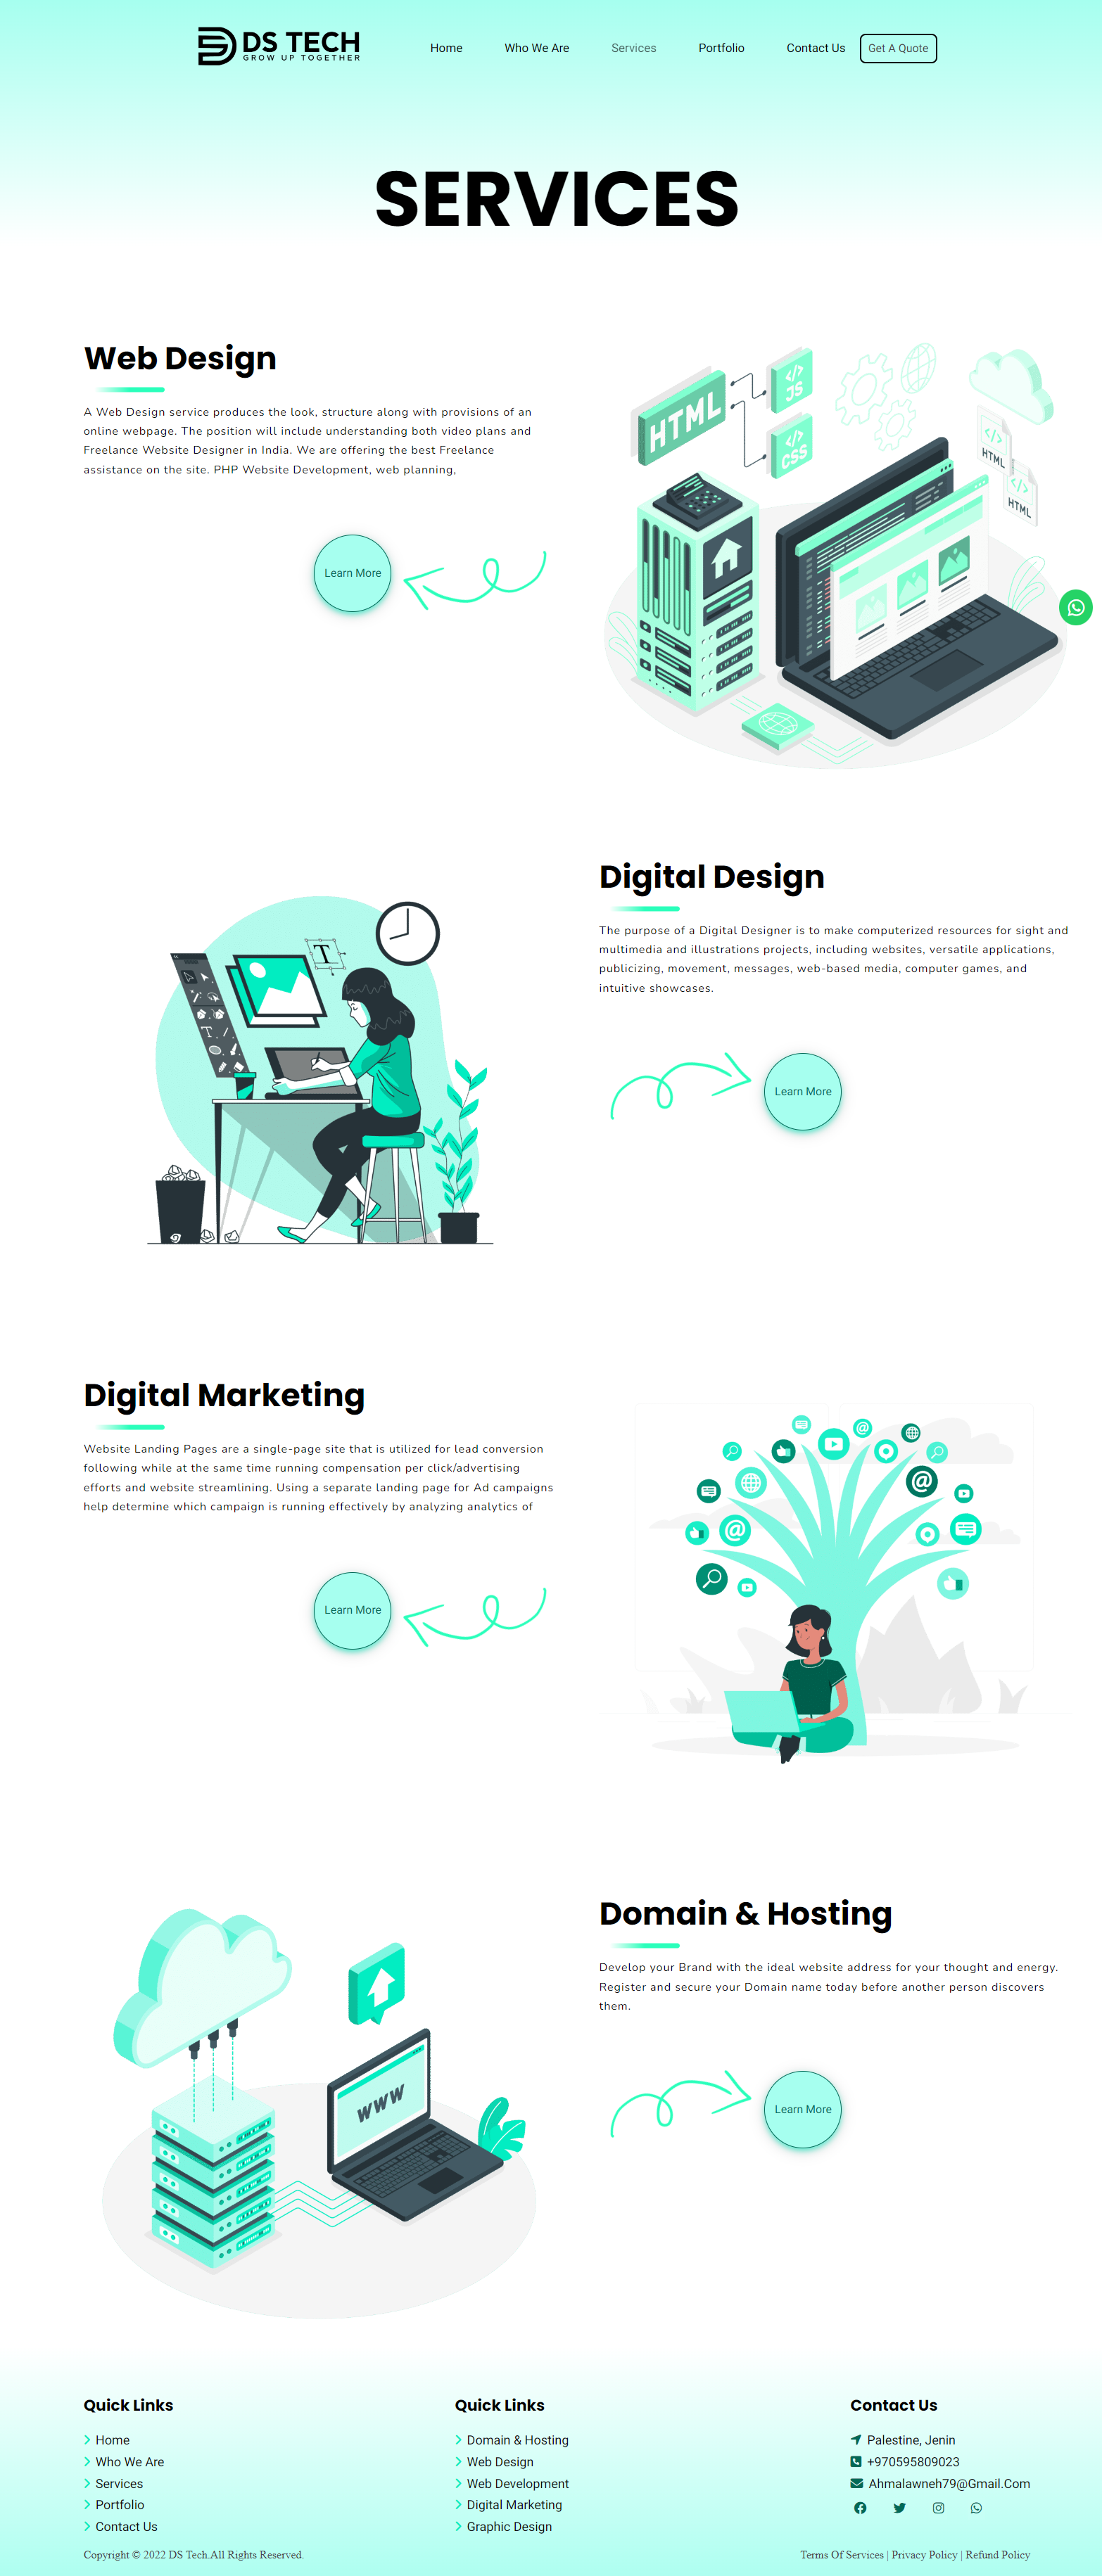 DS TECH
GROW UP TOGETHER
Home
Who We Are
Services
Portfolio
Contact Us
Get A Quote
SERVICES
Web Design
A Web Design service produces the look, structure along with provisions of an
online webpage. The position will include understanding both video plans and
Freelance Website Designer in India. We are offering the best Freelance
assistance on the site. PHP Website Development, web planning,
Learn More
HTML
</>
JS
</>
CSS
</>
HTML
</>
HTML
Digital Design
The purpose of a Digital Designer is to make computerized resources for sight and
multimedia and illustrations projects, including websites, versatile applications,
publicizing, movement, messages, web-based media, computer games, and
intuitive showcases.
Learn More
T
T
Digital Marketing
Website Landing Pages are a single-page site that is utilized for lead conversion
following while at the same time running compensation per click/advertising
efforts and website streamlining. Using a separate landing page for Ad campaigns
help determine which campaign is running effectively by analyzing analytics of
Learn More
@
@
@
Domain & Hosting
Develop your Brand with the ideal website address for your thought and energy.
Register and secure your Domain name today before another person discovers
them.
Learn More
WWW
Quick Links
Home
Who We Are
Services
Portfolio
Contact Us
Quick Links
Domain & Hosting
Web Design
Web Development
Digital Marketing
Graphic Design
Contact Us
Palestine, Jenin
+970595809023
Ahmalawneh79@Gmail.Com
Copyright © 2022 DS Tech.All Rights Reserved.
Terms Of Services | Privacy Policy | Refund Policy